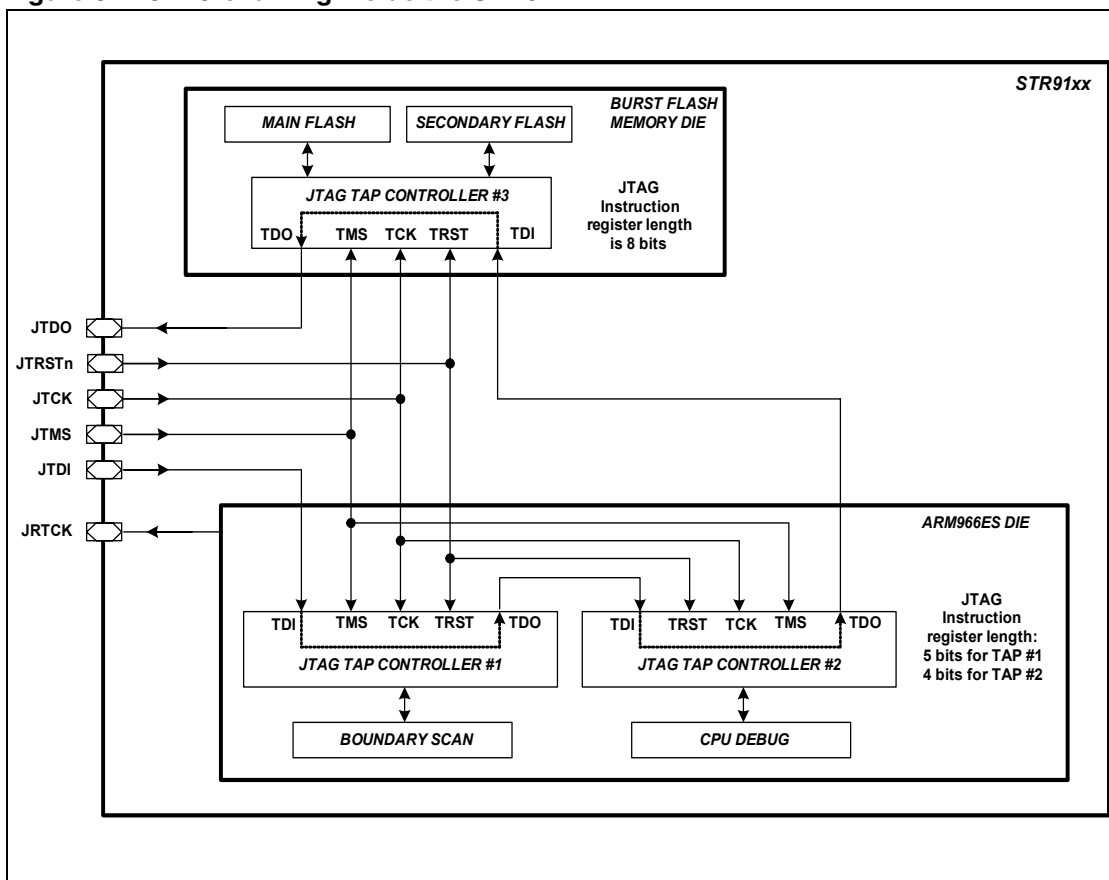 STR91xx
BURST FLASH
MEMORY DIE
MAIN FLASH
SECONDARY FLASH
JTAG TAP CONTROLLER #3
TDO TMS TCK TRST TDI
JTAG
Instruction
register length
is 8 bits
JTDO
JTRSTn
JTCK
JTMS
JTDI
JRTCK
ARM966ES DIE
TDI TMS TCK TRST TDO
JTAG TAP CONTROLLER #1
TDI TRST TCK TMS TDO
JTAG TAP CONTROLLER #2
JTAG
Instruction
register length:
5 bits for TAP #1
4 bits for TAP #2
BOUNDARY SCAN
CPU DEBUG